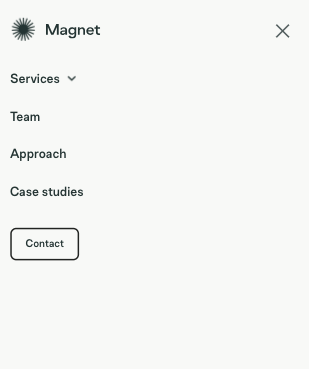 Magnet
Services
Team
Approach
Case studies
Contact